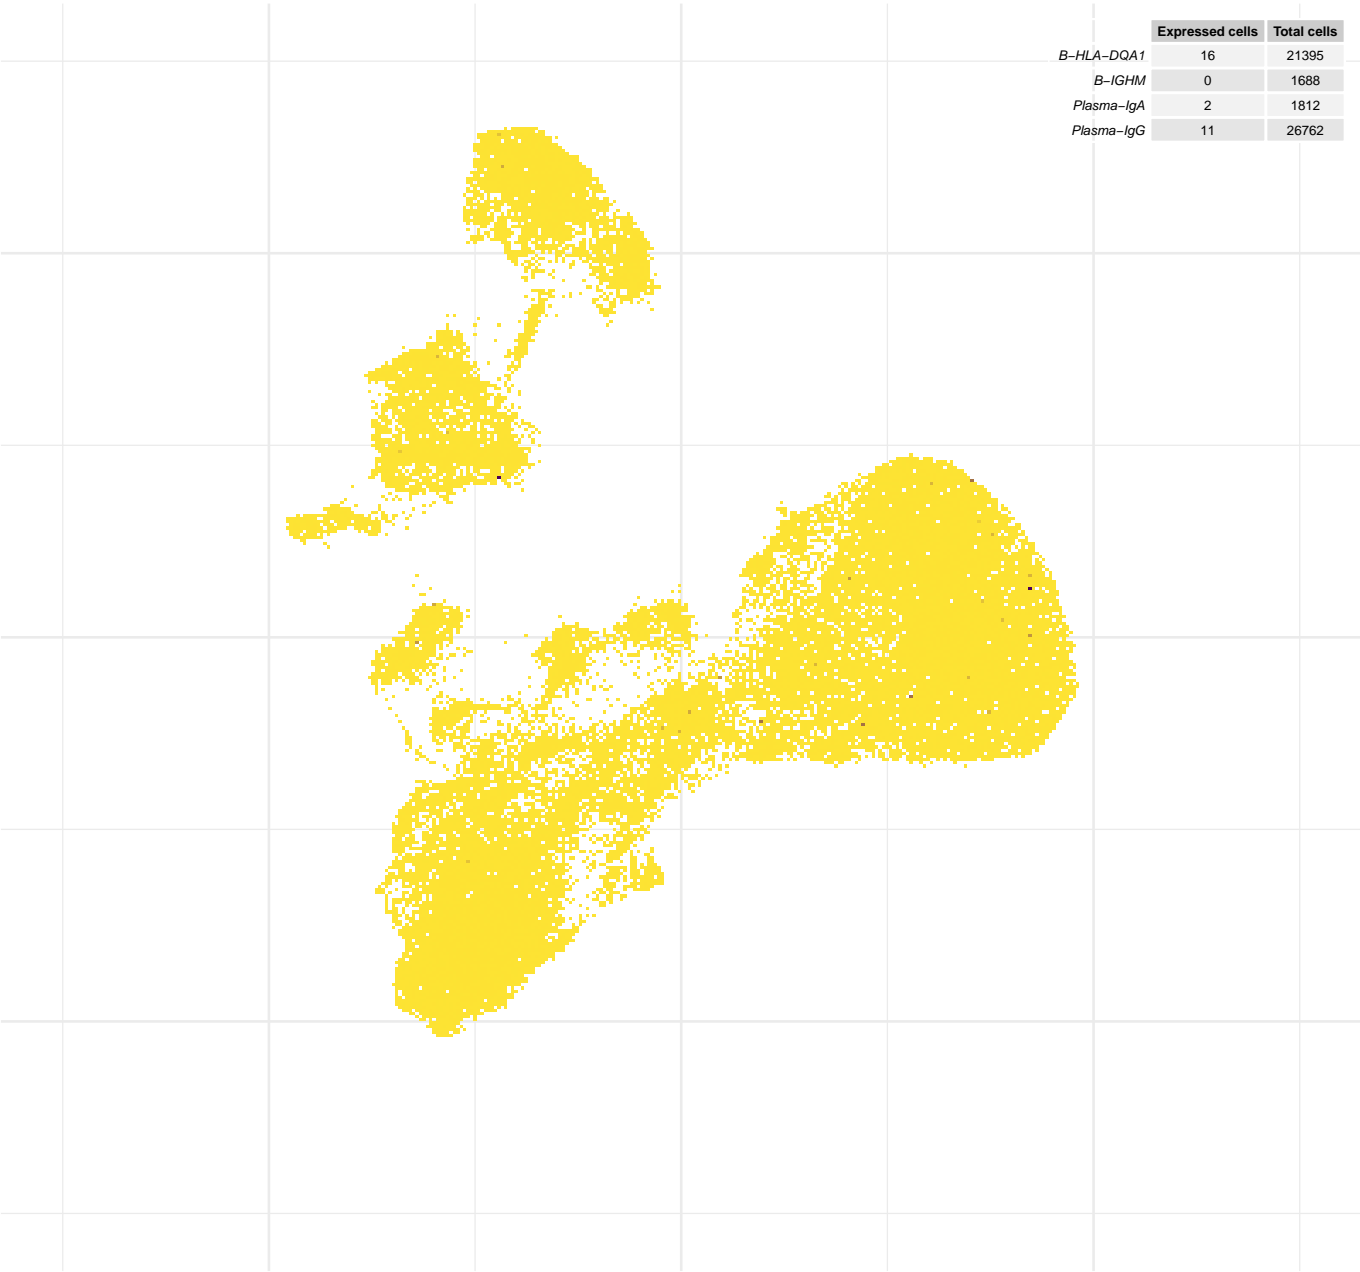 Expressed cells Total cells
B−HLA−DQA1 16 21395
B−IGHM 0 1688
Plasma−IgA 2 1812
Plasma−IgG 11 26762